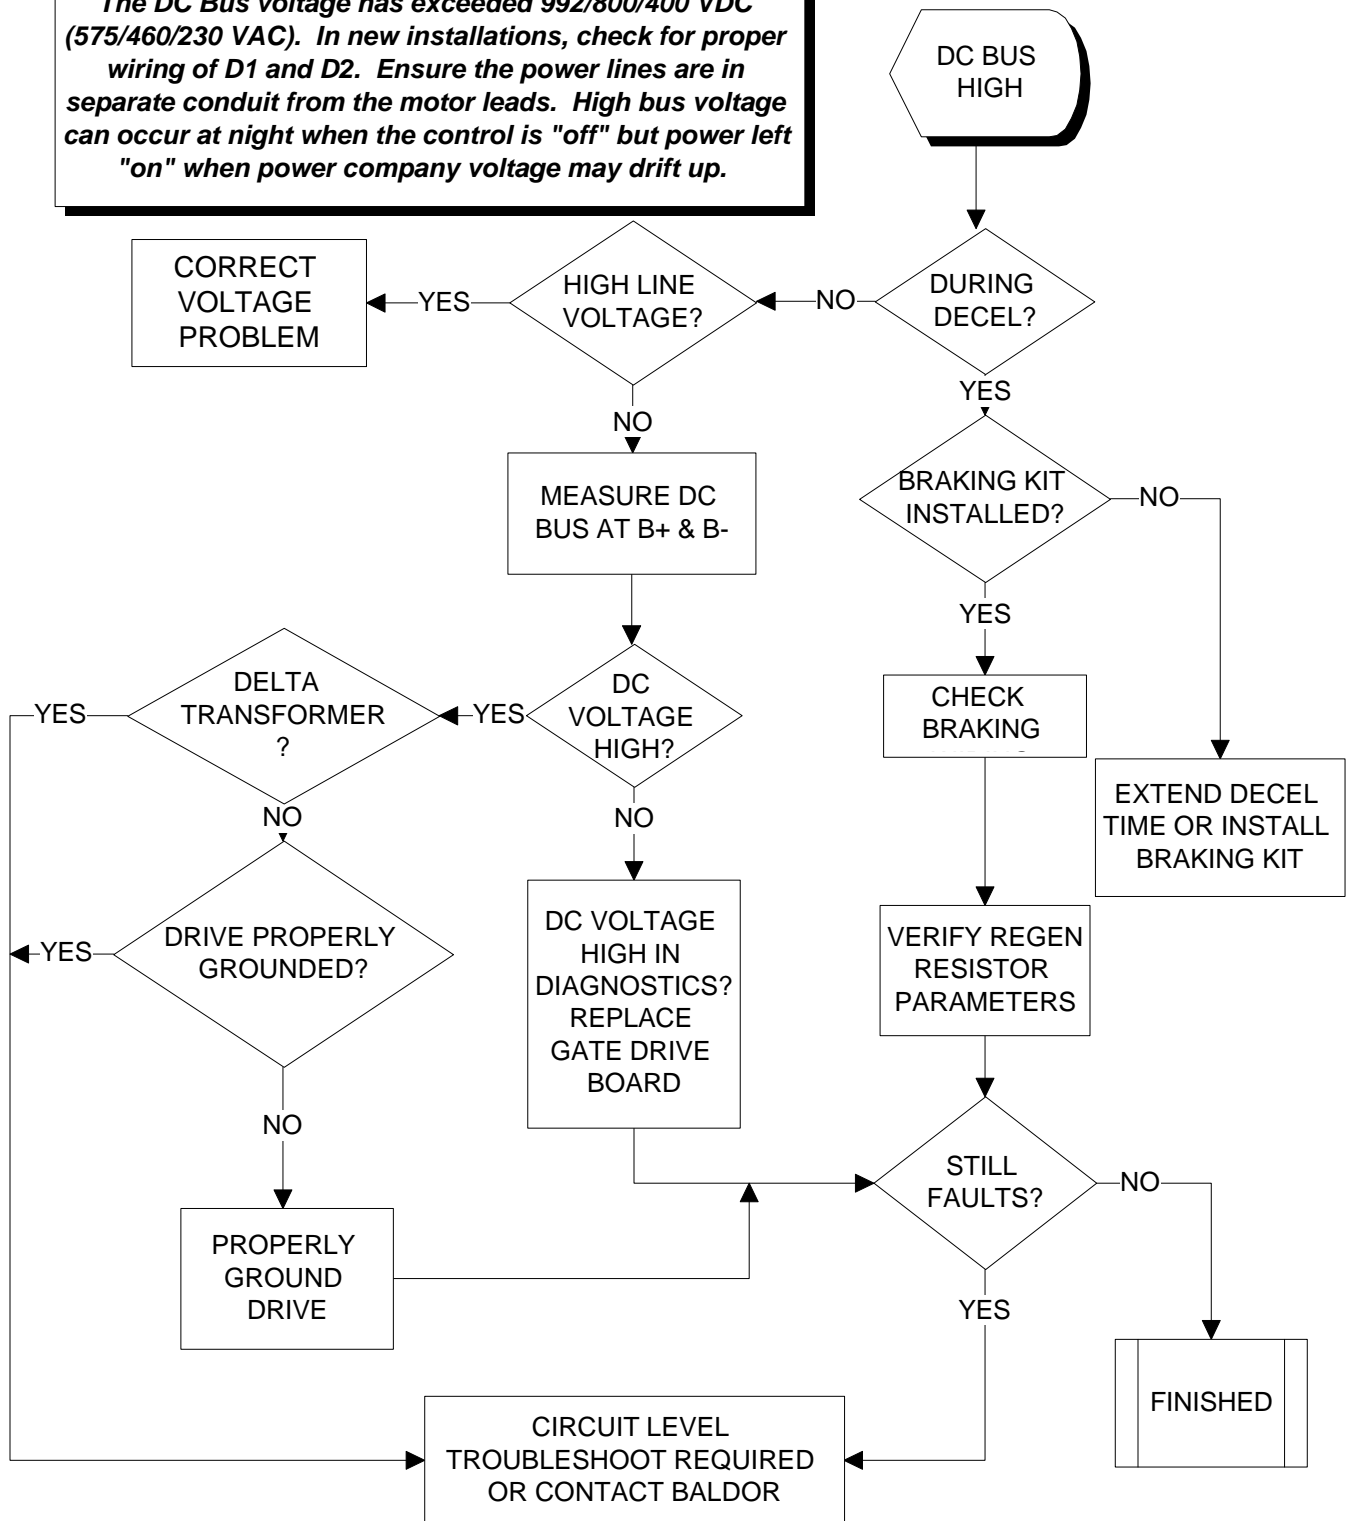 The DC Bus voltage has exceeded 992/800/400 VDC
(575/460/230 VAC).  In new installations, check for proper
wiring of D1 and D2.  Ensure the power lines are in
separate conduit from the motor leads.  High bus voltage
can occur at night when the control is "off" but power left
"on" when power company voltage may drift up.
DC BUS
HIGH
DURING
DECEL?
NO
HIGH LINE
VOLTAGE?
YES
CORRECT
VOLTAGE
PROBLEM
YES
NO
BRAKING KIT
INSTALLED?
NO
MEASURE DC
BUS AT B+ & B-
YES
DC
VOLTAGE
HIGH?
YES
DELTA
TRANSFORMER
?
YES
CHECK
BRAKING
EXTEND DECEL
TIME OR INSTALL
BRAKING KIT
NO
NO
DRIVE PROPERLY
GROUNDED?
YES
DC VOLTAGE
HIGH IN
DIAGNOSTICS?
REPLACE
GATE DRIVE
BOARD
VERIFY REGEN
RESISTOR
PARAMETERS
NO
STILL
FAULTS?
NO
PROPERLY
GROUND
DRIVE
YES
FINISHED
CIRCUIT LEVEL
TROUBLESHOOT REQUIRED
OR CONTACT BALDOR